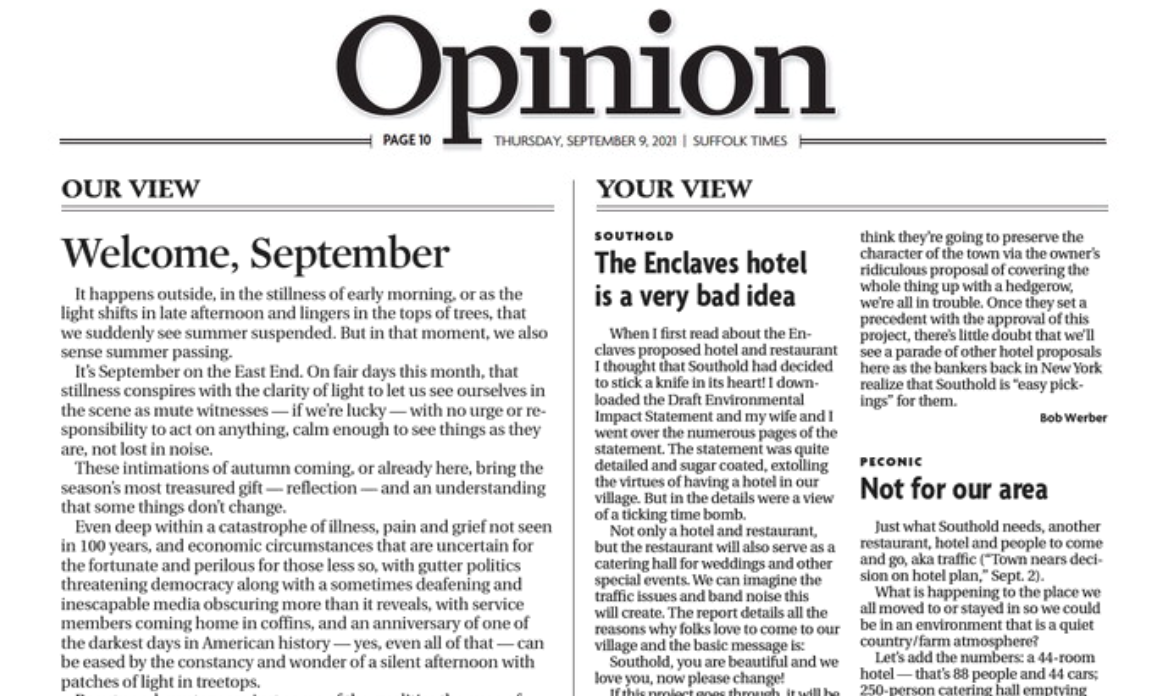 Opinion
PAGE 10
THURSDAY, SEPTEMBER 9, 2021 | SUFFOLK TIMES
OUR VIEW
Welcome, September
It happens outside, in the stillness of early morning, or as the
light shifts in late afternoon and lingers in the tops of trees, that
we suddenly see summer suspended. But in that moment, we also
sense summer passing.
It’s September on the East End. On fair days this month, that
stillness conspires with the clarity of light to let us see ourselves in
the scene as mute witnesses — if we’re lucky — with no urge or re-
sponsibility to act on anything, calm enough to see things as they
are, not lost in noise.
These intimations of autumn coming, or already here, bring the
season’s most treasured gift — reflection — and an understanding
that some things don’t change.
Even deep within a catastrophe of illness, pain and grief not seen
in 100 years, and economic circumstances that are uncertain for
the fortunate and perilous for those less so, with gutter politics
threatening democracy along with a sometimes deafening and
inescapable media obscuring more than it reveals, with service
members coming home in coffins, and an anniversary of one of
the darkest days in American history — yes, even all of that — can
be eased by the constancy and wonder of a silent afternoon with
patches of light in treetops.
YOUR VIEW
SOUTHOLD
The Enclaves hotel
is a very bad idea
When I first read about the En-
claves proposed hotel and restaurant
I thought that Southold had decided
to stick a knife in its heart! I down-
loaded the Draft Environmental
Impact Statement and my wife and I
went over the numerous pages of the
statement. The statement was quite
detailed and sugar coated, extolling
the virtues of having a hotel in our
village. But in the details were a view
of a ticking time bomb.
Not only a hotel and restaurant,
but the restaurant will also serve as a
catering hall for weddings and other
special events. We can imagine the
traffic issues and band noise this
will create. The report details all the
reasons why folks love to come to our
village and the basic message is:
Southold, you are beautiful and we
love you, now please change!
If this project goes through, it will be
think they’re going to preserve the
character of the town via the owner’s
ridiculous proposal of covering the
whole thing up with a hedgerow,
we’re all in trouble. Once they set a
precedent with the approval of this
project, there’s little doubt that we’ll
see a parade of other hotel proposals
here as the bankers back in New York
realize that Southold is “easy pick-
ings” for them.
Bob Werber
PECONIC
Not for our area
Just what Southold needs, another
restaurant, hotel and people to come
and go, aka traffic (“Town nears deci-
sion on hotel plan,” Sept. 2).
What is happening to the place we
all moved to or stayed in so we could
be in an environment that is a quiet
country/farm atmosphere?
Let’s add the numbers: a 44-room
hotel — that’s 88 people and 44 cars;
250-person catering hall emptying